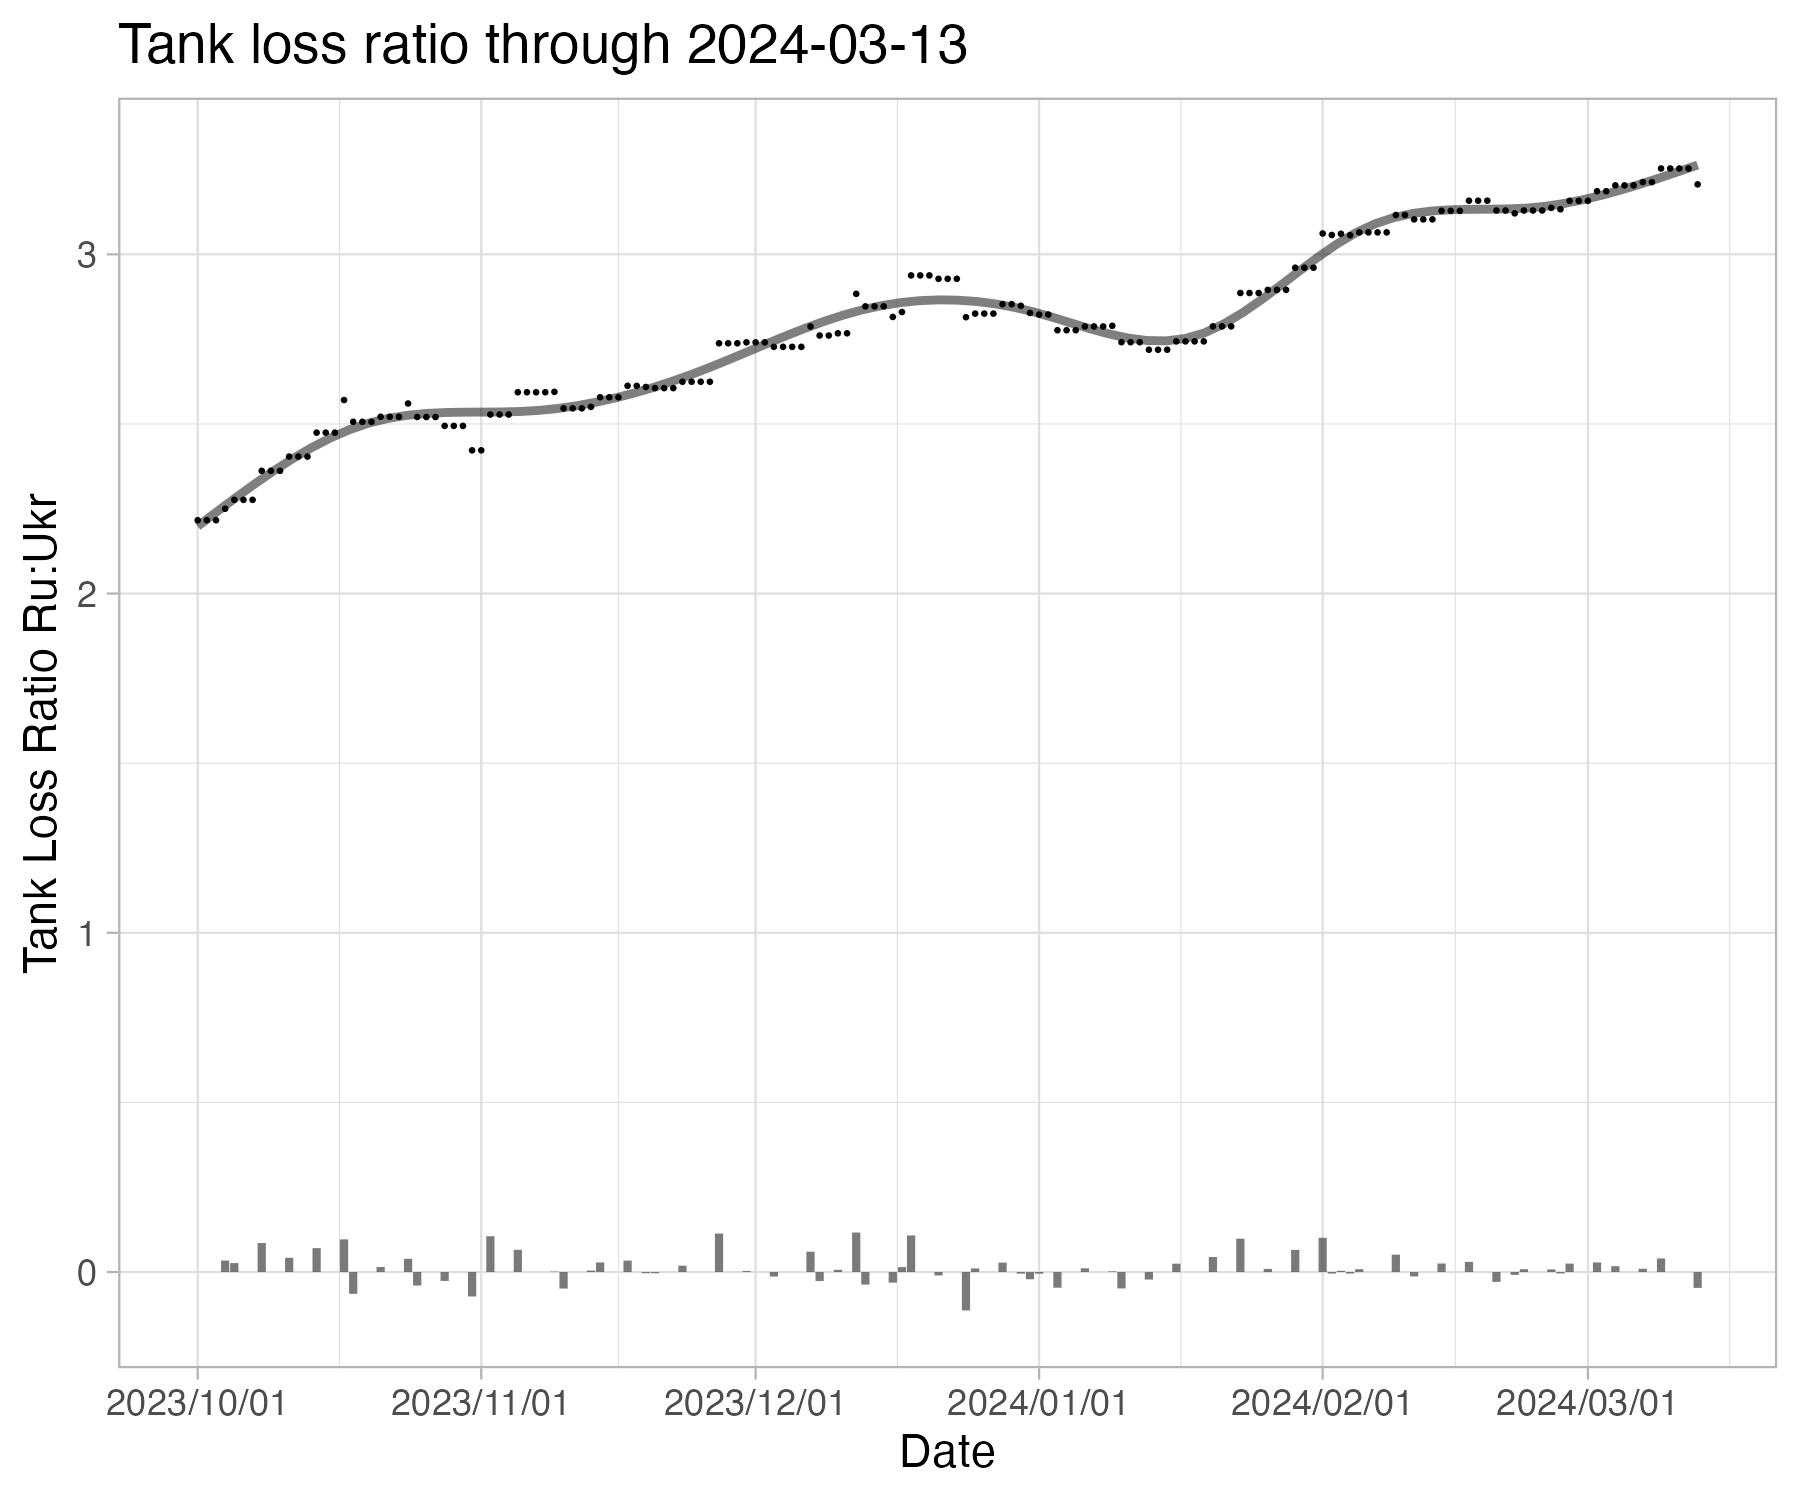 Tank loss ratio through 2024-03-13
Tank Loss Ratio Ru:Ukr
3
2
1
0
2023/10/01 2023/11/01 2023/12/01 2024/01/01 2024/02/01 2024/03/01
Date